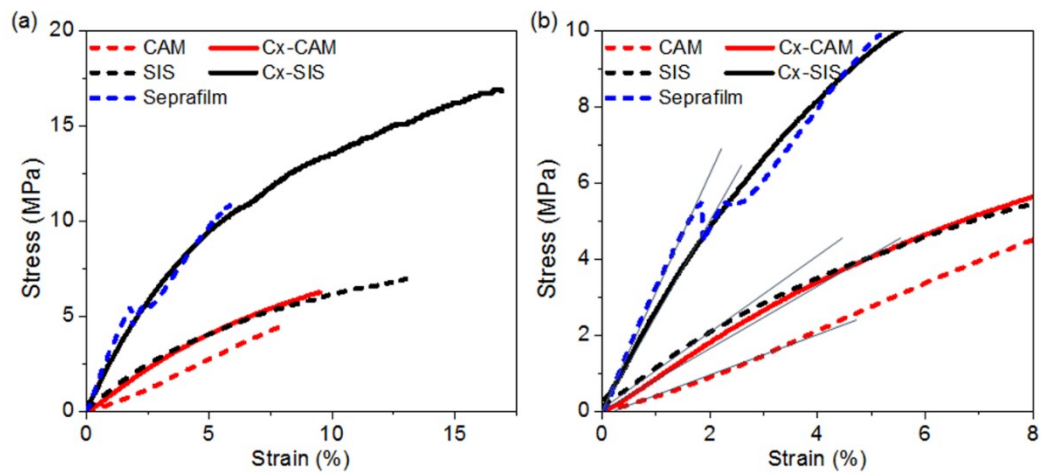 (a)
CAM Cx-CAM
SIS Cx-SIS
Seprafilm
20
15
10
5
0
Stress (MPa)
0 5 10 15
Strain (%)
(b)
CAM Cx-CAM
SIS Cx-SIS
Seprafilm
10
8
6
4
2
0
Stress (MPa)
0 2 4 6 8
Strain (%)